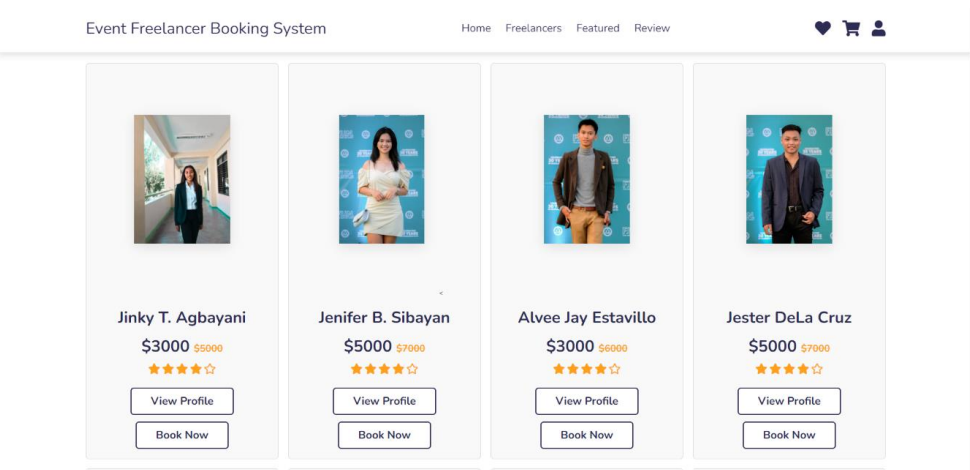 Event Freelancer Booking System
Home Freelancers Featured Review
<
Jinky T. Agbayani
$3000 $5000
View Profile
Book Now
Jenifer B. Sibayan
$5000 $7000
View Profile
Book Now
Alvee Jay Estavillo
$3000 $6000
View Profile
Book Now
Jester DeLa Cruz
$5000 $7000
View Profile
Book Now